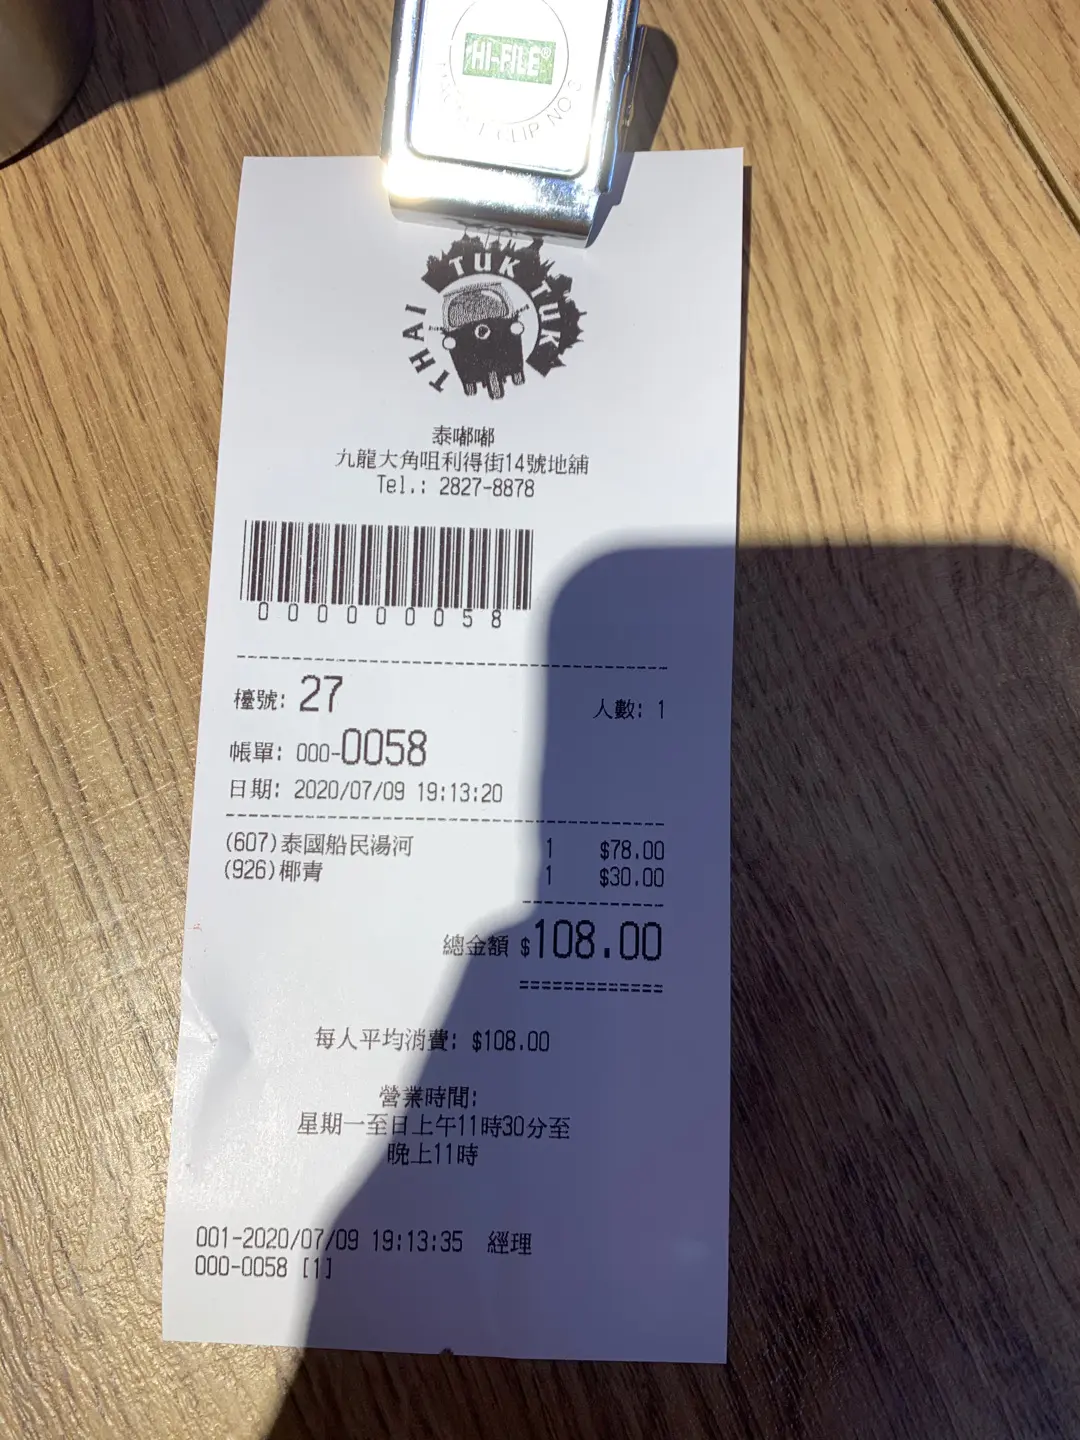 HI-FILE®
CLIP NO 3
THAI TUK TUK
泰嘟嘟
九龍大角咀利得街14號地舖
Tel.: 2827-8878
000000058
檯號: 27 人數: 1
帳單: 000-0058
日期: 2020/07/09 19:13:20
(607)泰國船民湯河 1 $78.00
(926)椰青 1 $30.00
總金額 $108.00
每人平均消費: $108.00
營業時間:
星期一至日上午11時30分至
晚上11時
001-2020/07/09 19:13:35 經理
000-0058 [1]